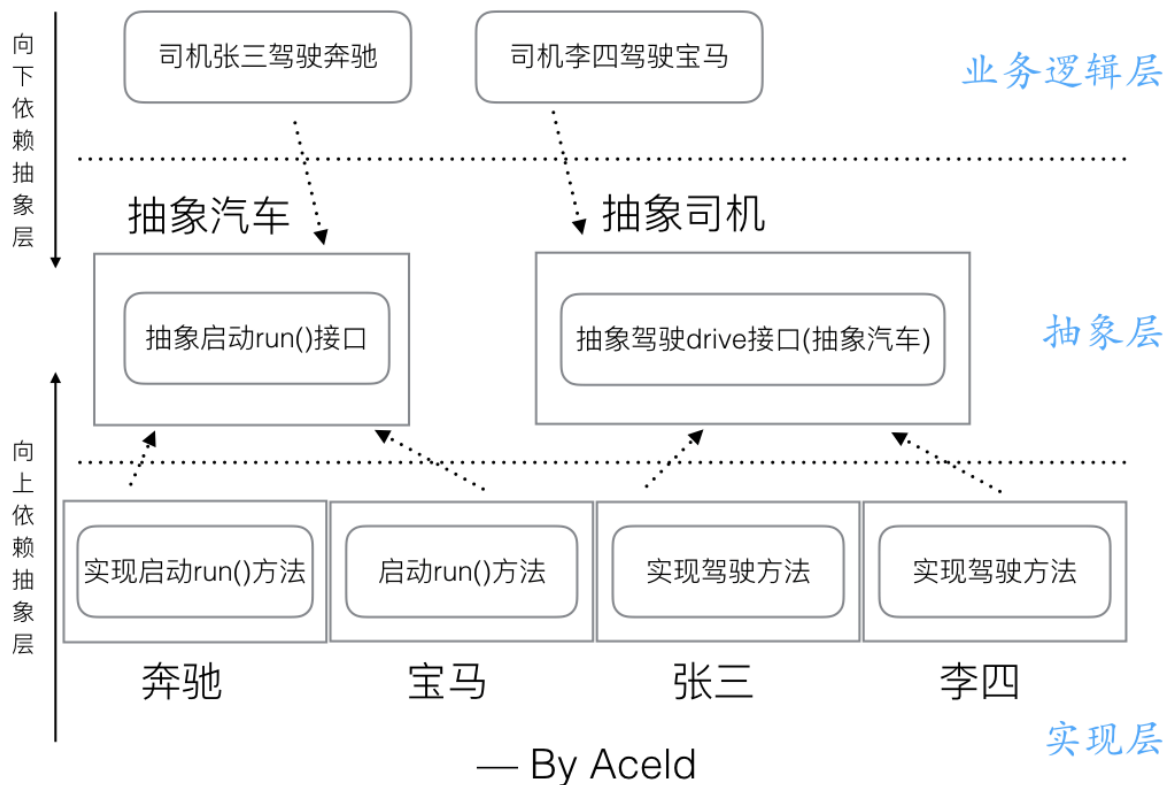 向下依赖抽象层
司机张三驾驶奔驰
司机李四驾驶宝马
业务逻辑层
抽象汽车
抽象司机
抽象启动run()接口
抽象驾驶drive接口(抽象汽车)
抽象层
向上依赖抽象层
实现启动run()方法
启动run()方法
实现驾驶方法
实现驾驶方法
奔驰
宝马
张三
李四
实现层
— By Aceld